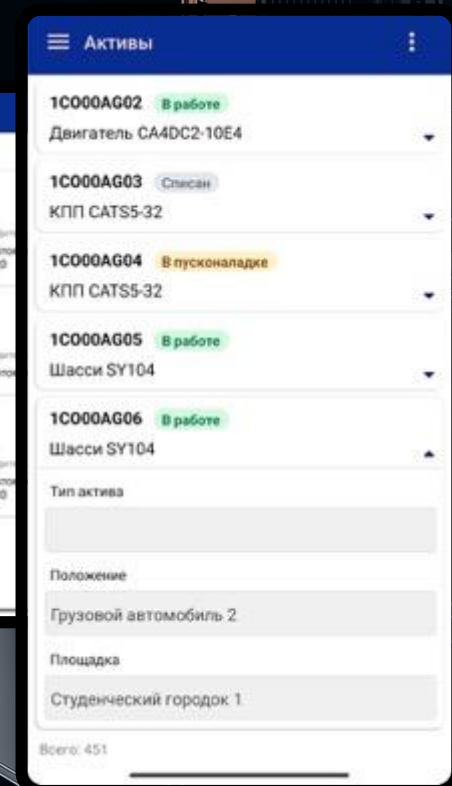 Активы
1CO00AG02 В работе
Двигатель CA4DC2-10E4
1CO00AG03 Списан
КПП CATS5-32
1CO00AG04 В пусконаладке
КПП CATS5-32
1CO00AG05 В работе
Шасси SY104
1CO00AG06 В работе
Шасси SY104
Тип актива
Положение
Грузовой автомобиль 2
Площадка
Студенческий городок 1
Всего: 451